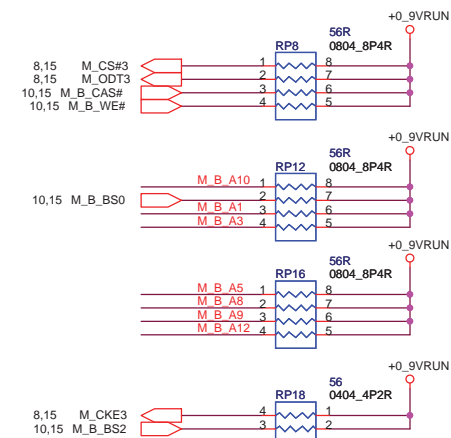 +0_9VRUN
56R
RP8 0804_8P4R
8,15 M_CS#3 1 8
8,15 M_ODT3 2 7
10,15 M_B_CAS# 3 6
10,15 M_B_WE# 4 5
+0_9VRUN
56R
RP12 0804_8P4R
M_B_A10 1 8
10,15 M_B_BS0 2 7
M_B_A1 3 6
M_B_A3 4 5
+0_9VRUN
56R
RP16 0804_8P4R
M_B_A5 1 8
M_B_A8 2 7
M_B_A9 3 6
M_B_A12 4 5
+0_9VRUN
56
RP18 0404_4P2R
8,15 M_CKE3 4 1
10,15 M_B_BS2 3 2